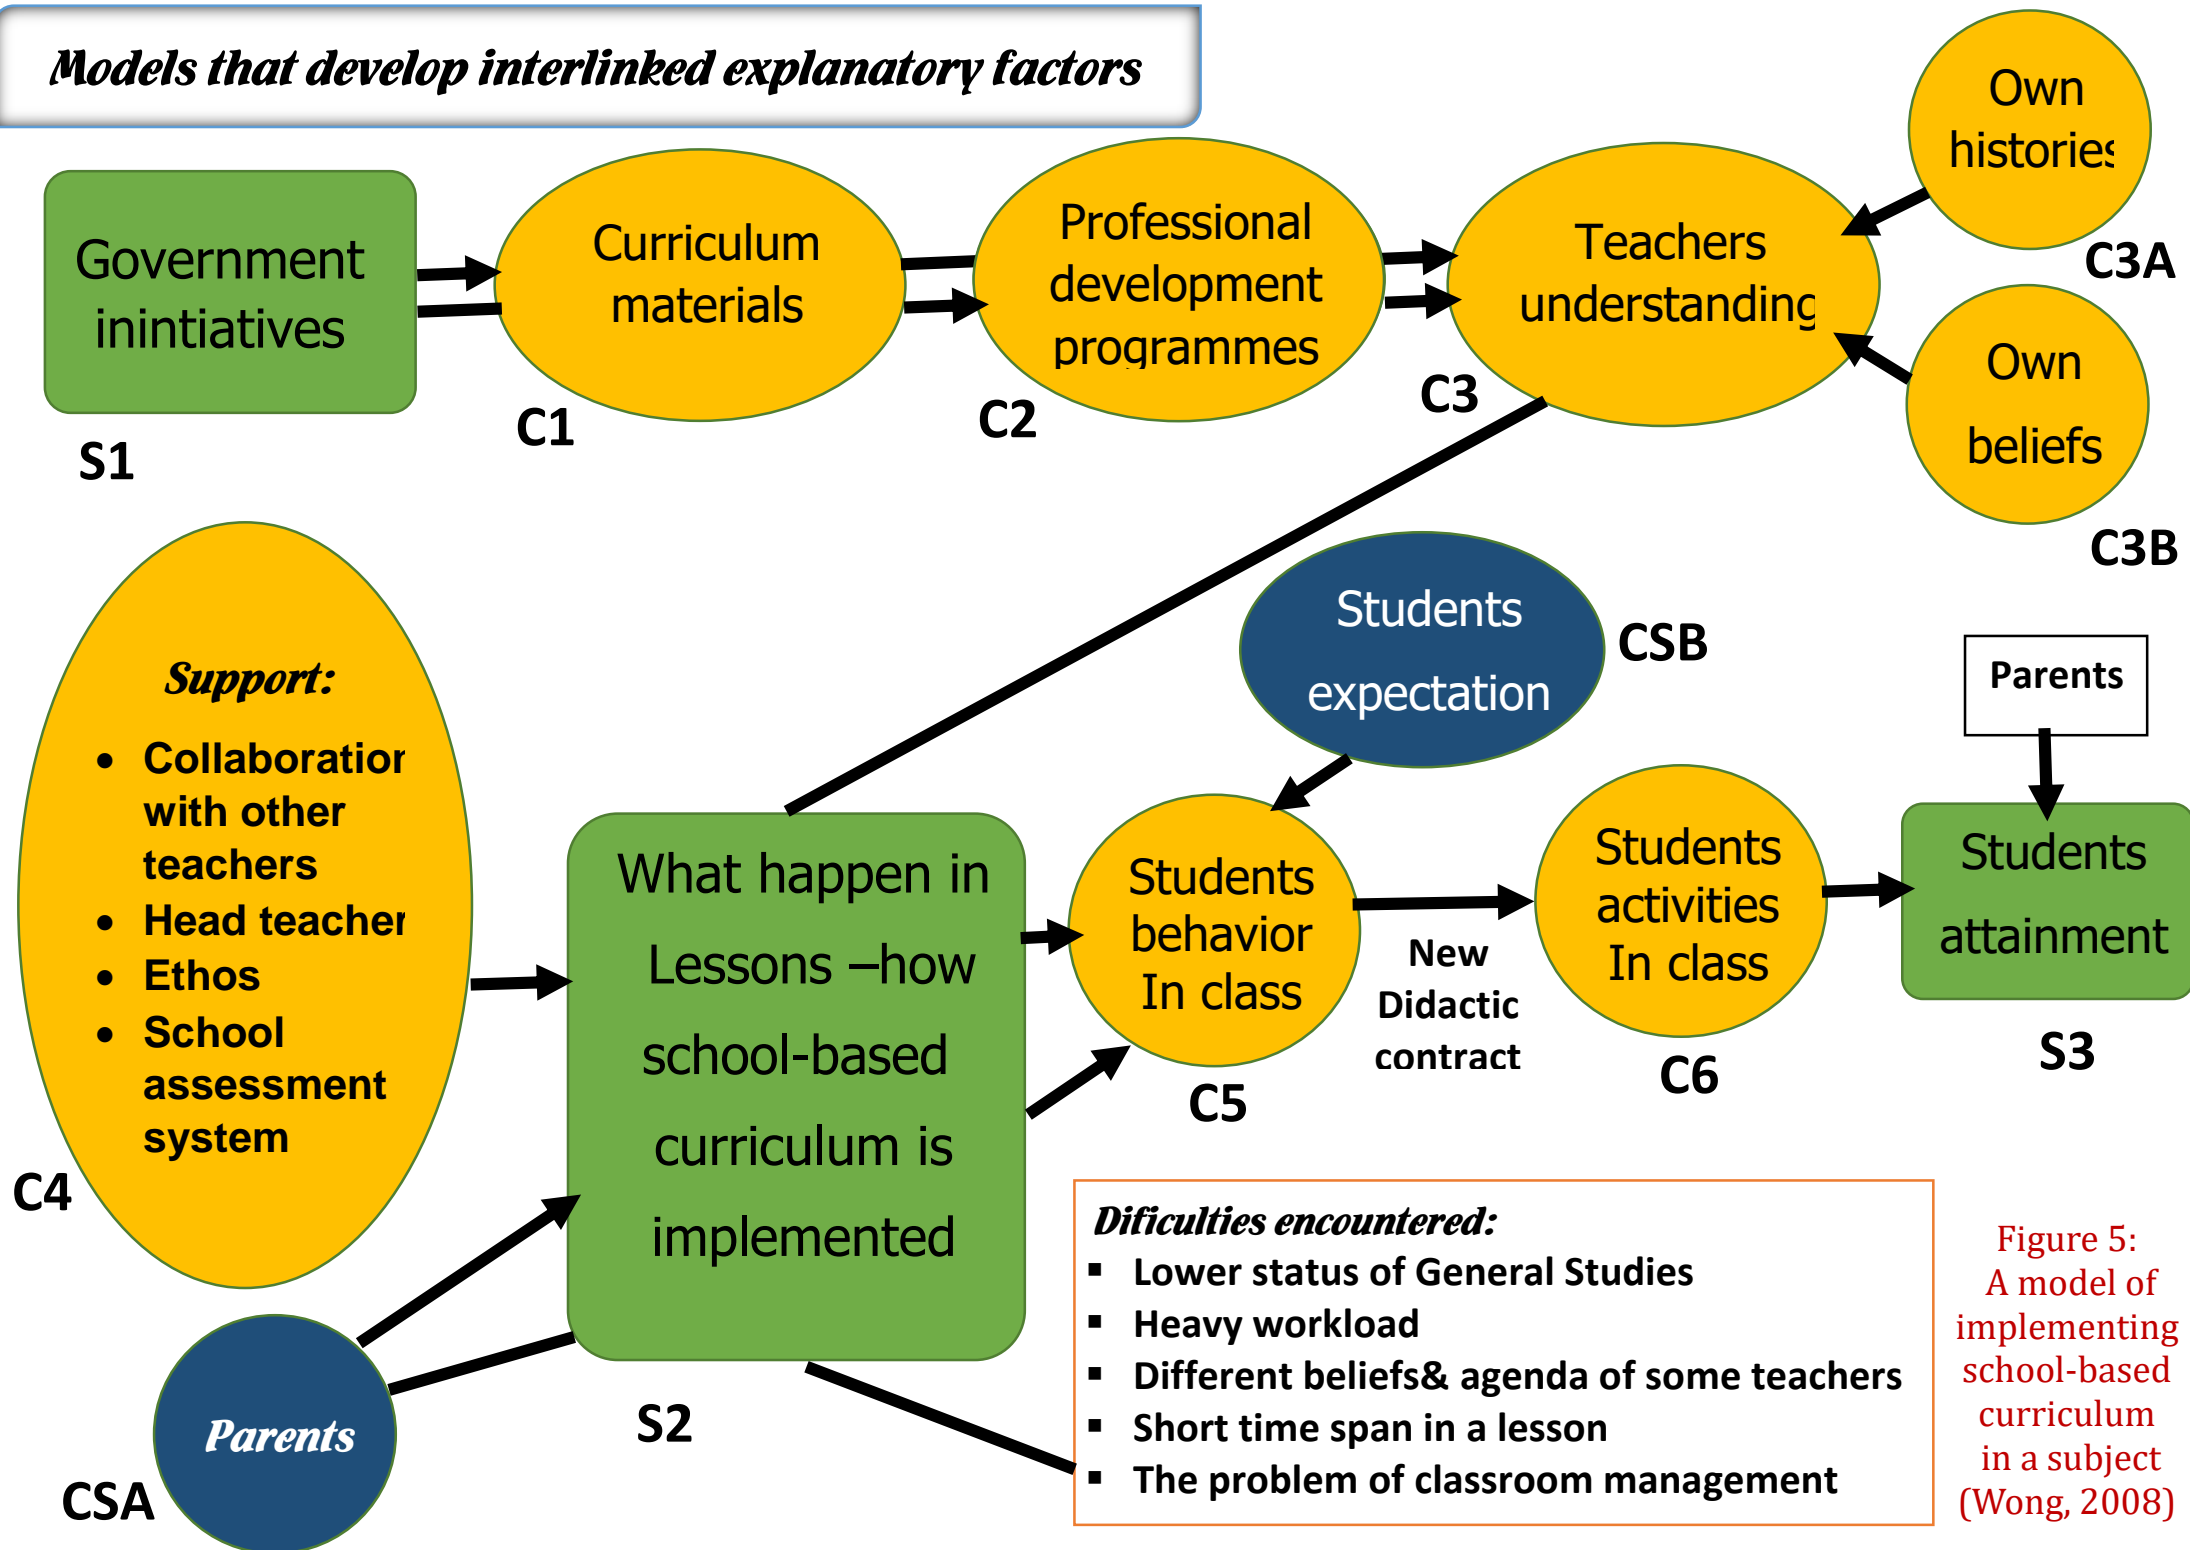 Models that develop interlinked explanatory factors
Government
inintiatives
S1
Curriculum
materials
C1
Professional
development
programmes
C2
Teachers
understanding
C3
Own
histories
C3A
Own
beliefs
C3B
Support:
• Collaboration
with other
teachers
• Head teacher
• Ethos
• School
assessment
system
C4
Parents
CSA
What happen in
Lessons –how
school-based
curriculum is
implemented
S2
Students
expectation
CSB
Students
behavior
In class
C5
New
Didactic
contract
Students
activities
In class
C6
Parents
Students
attainment
S3
Dificulties encountered:
▪ Lower status of General Studies
▪ Heavy workload
▪ Different beliefs& agenda of some teachers
▪ Short time span in a lesson
▪ The problem of classroom management
Figure 5:
A model of
implementing
school-based
curriculum
in a subject
(Wong, 2008)